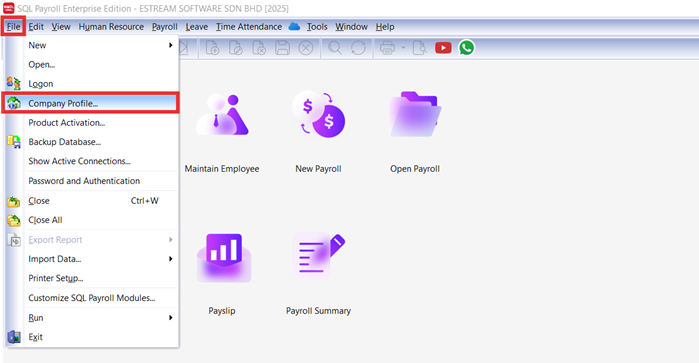 SQL Payroll Enterprise Edition - ESTREAM SOFTWARE SDN BHD [2025]
File Edit View Human Resource Payroll Leave Time Attendance Tools Window Help
New
Open...
Logon
Company Profile...
Product Activation...
Backup Database...
Show Active Connections...
Password and Authentication
Close Ctrl+W
Close All
Export Report
Import Data...
Printer Setup...
Customize SQL Payroll Modules...
Run
Exit
Maintain Employee
New Payroll
Open Payroll
Payslip
Payroll Summary